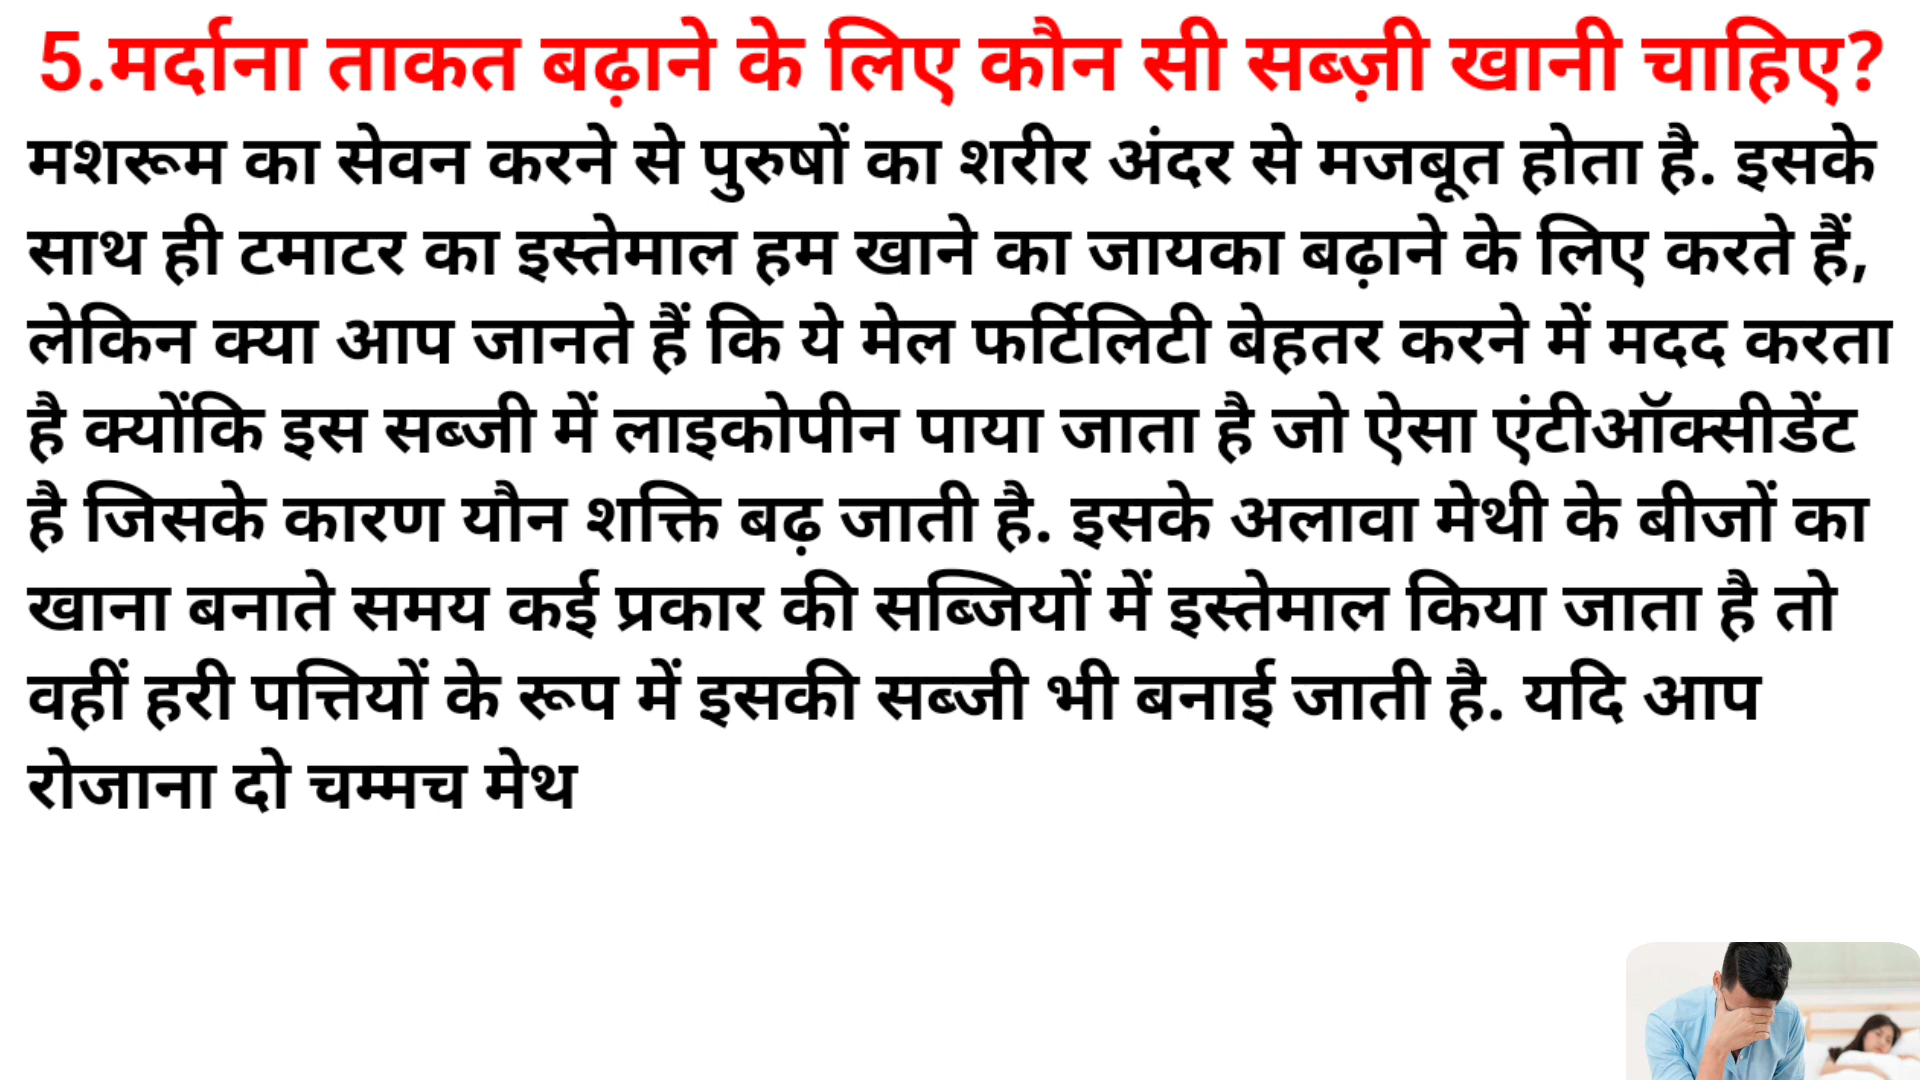 5.मर्दाना ताकत बढ़ाने के लिए कौन सी सब्ज़ी खानी चाहिए?
मशरूम का सेवन करने से पुरुषों का शरीर अंदर से मजबूत होता है. इसके
साथ ही टमाटर का इस्तेमाल हम खाने का जायका बढ़ाने के लिए करते हैं,
लेकिन क्या आप जानते हैं कि ये मेल फर्टिलिटी बेहतर करने में मदद करता
है क्योंकि इस सब्जी में लाइकोपीन पाया जाता है जो ऐसा एंटीऑक्सीडेंट
है जिसके कारण यौन शक्ति बढ़ जाती है. इसके अलावा मेथी के बीजों का
खाना बनाते समय कई प्रकार की सब्जियों में इस्तेमाल किया जाता है तो
वहीं हरी पत्तियों के रूप में इसकी सब्जी भी बनाई जाती है. यदि आप
रोजाना दो चम्मच मेथ